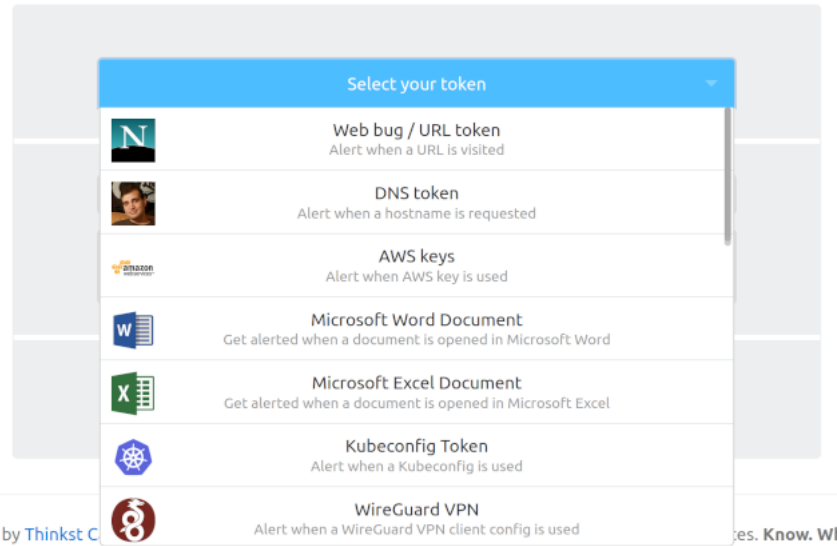 Select your token
N
Web bug / URL token
Alert when a URL is visited
DNS token
Alert when a hostname is requested
amazon
webservices
AWS keys
Alert when AWS key is used
W
Microsoft Word Document
Get alerted when a document is opened in Microsoft Word
X
Microsoft Excel Document
Get alerted when a document is opened in Microsoft Excel
Kubeconfig Token
Alert when a Kubeconfig is used
WireGuard VPN
Alert when a WireGuard VPN client config is used
by Thinkst C
ces. Know. Wh